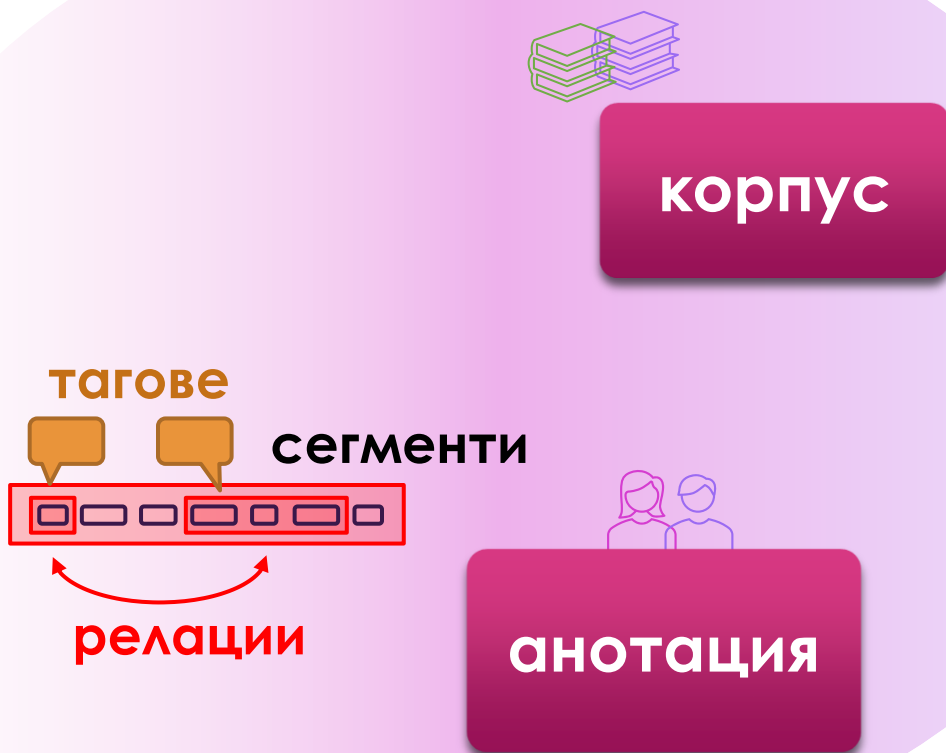 корпус
тагове
сегменти
релации
анотация